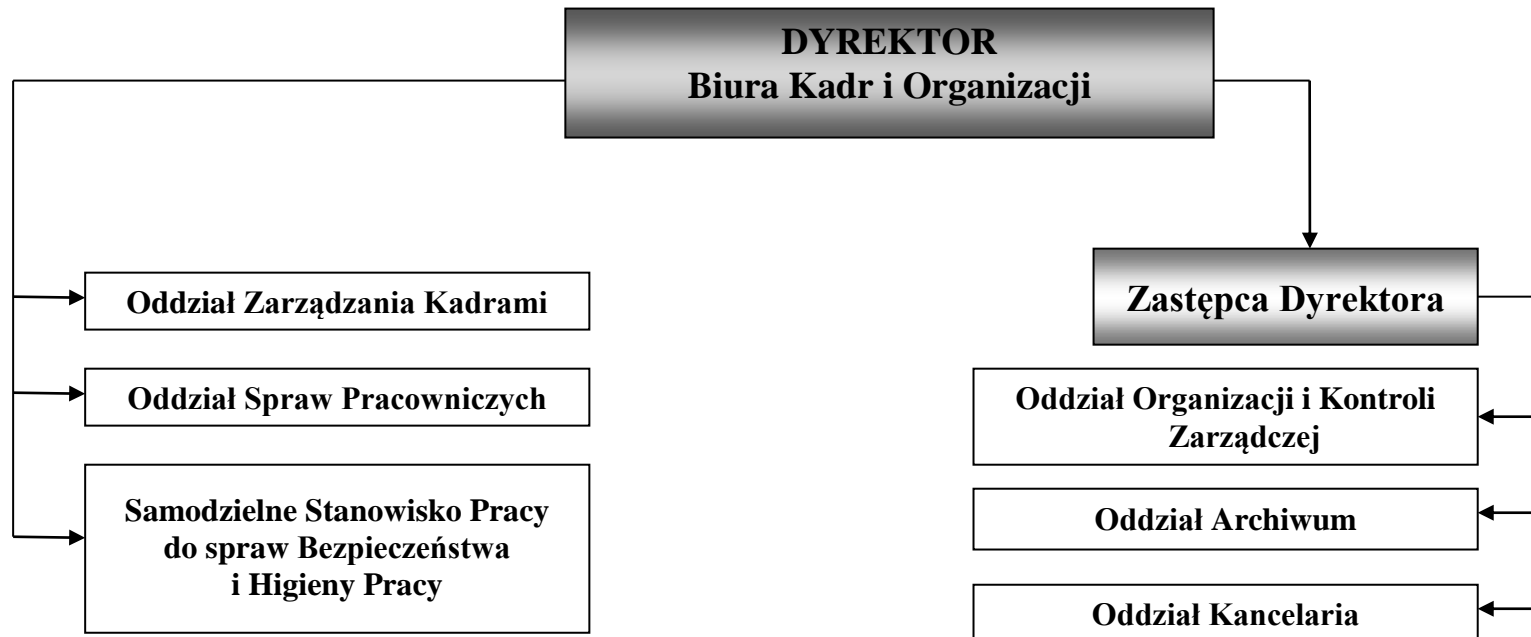 DYREKTOR
Biura Kadr i Organizacji
Oddział Zarządzania Kadrami
Oddział Spraw Pracowniczych
Samodzielne Stanowisko Pracy
do spraw Bezpieczeństwa
i Higieny Pracy
Zastępca Dyrektora
Oddział Organizacji i Kontroli
Zarządczej
Oddział Archiwum
Oddział Kancelaria